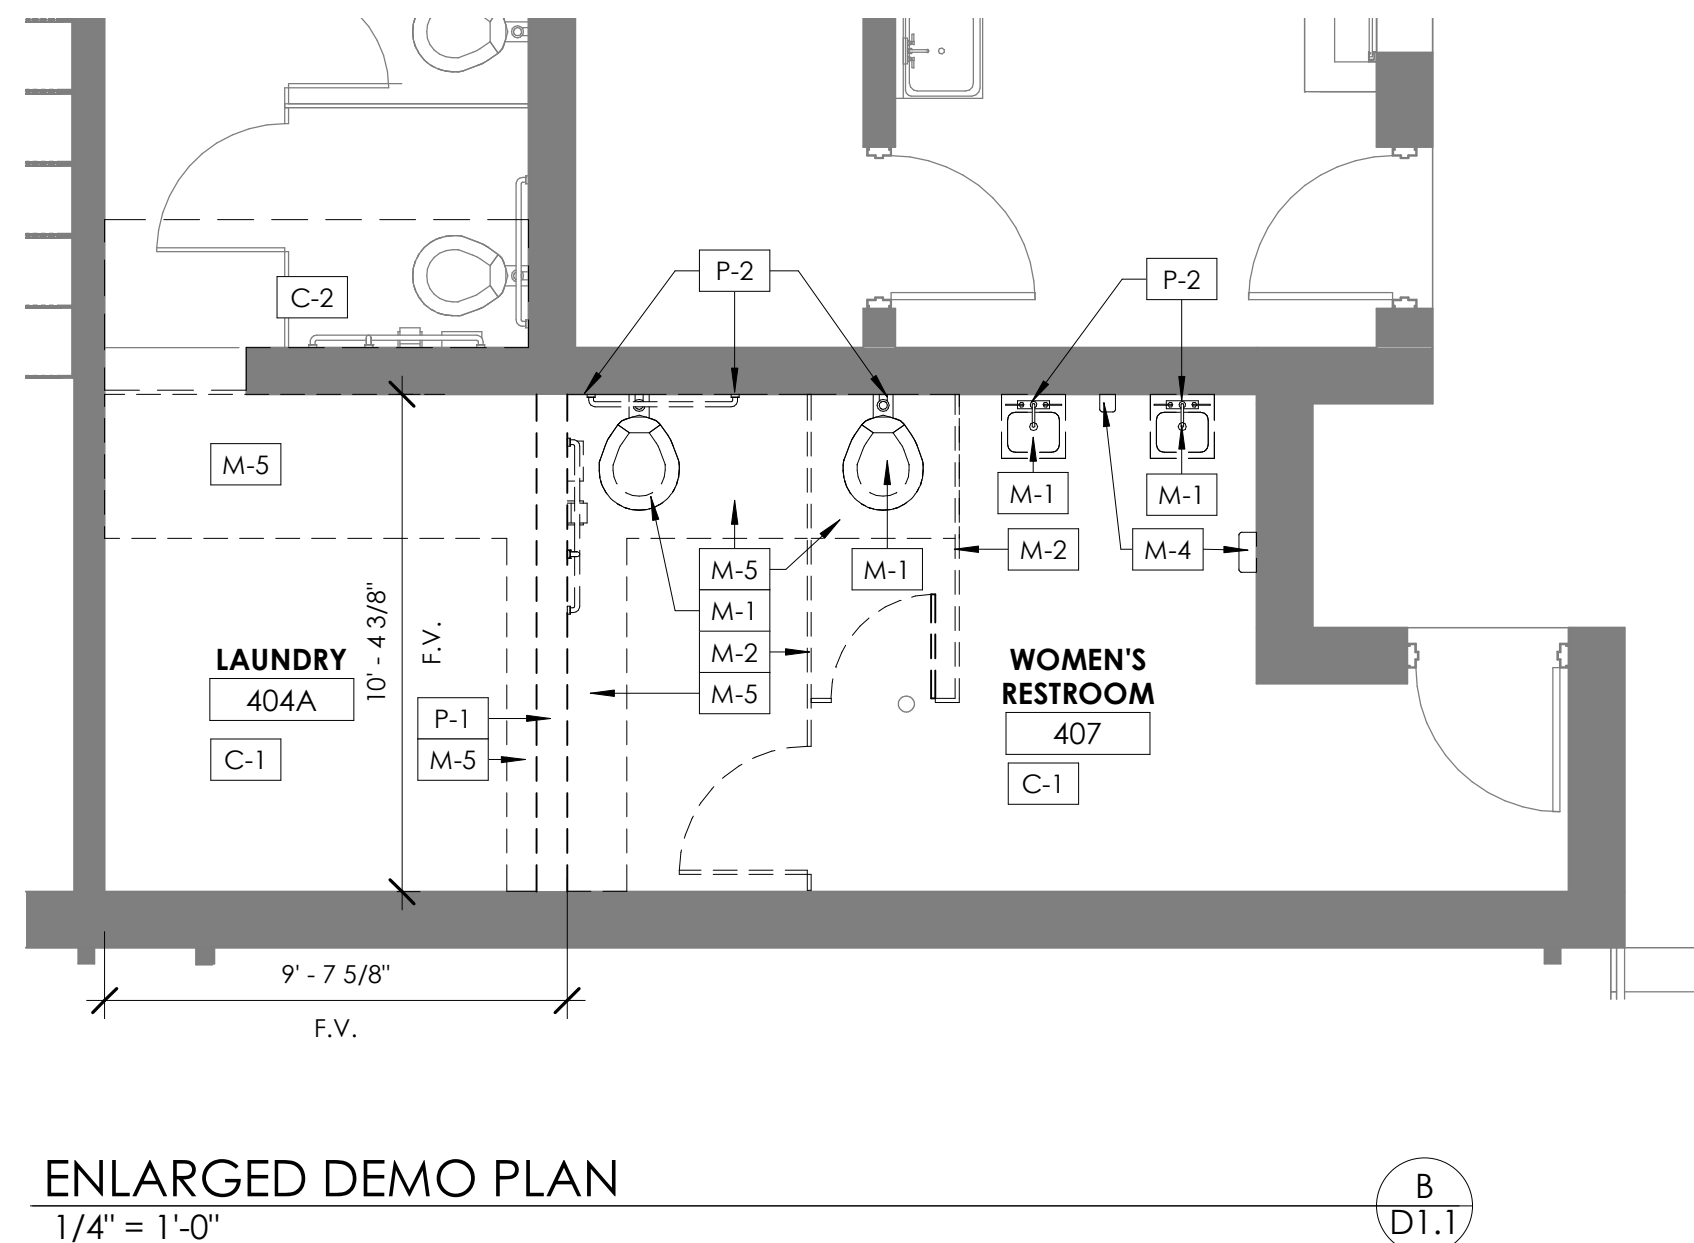 P-2
P-2
C-2
M-5
M-1
M-1
M-5
M-1
M-2
M-4
M-1
M-2
M-5
10' - 4 3/8"
F.V.
LAUNDRY
404A
C-1
P-1
M-5
WOMEN'S
RESTROOM
407
C-1
9' - 7 5/8"
F.V.
ENLARGED DEMO PLAN
1/4" = 1'-0"
B
D1.1